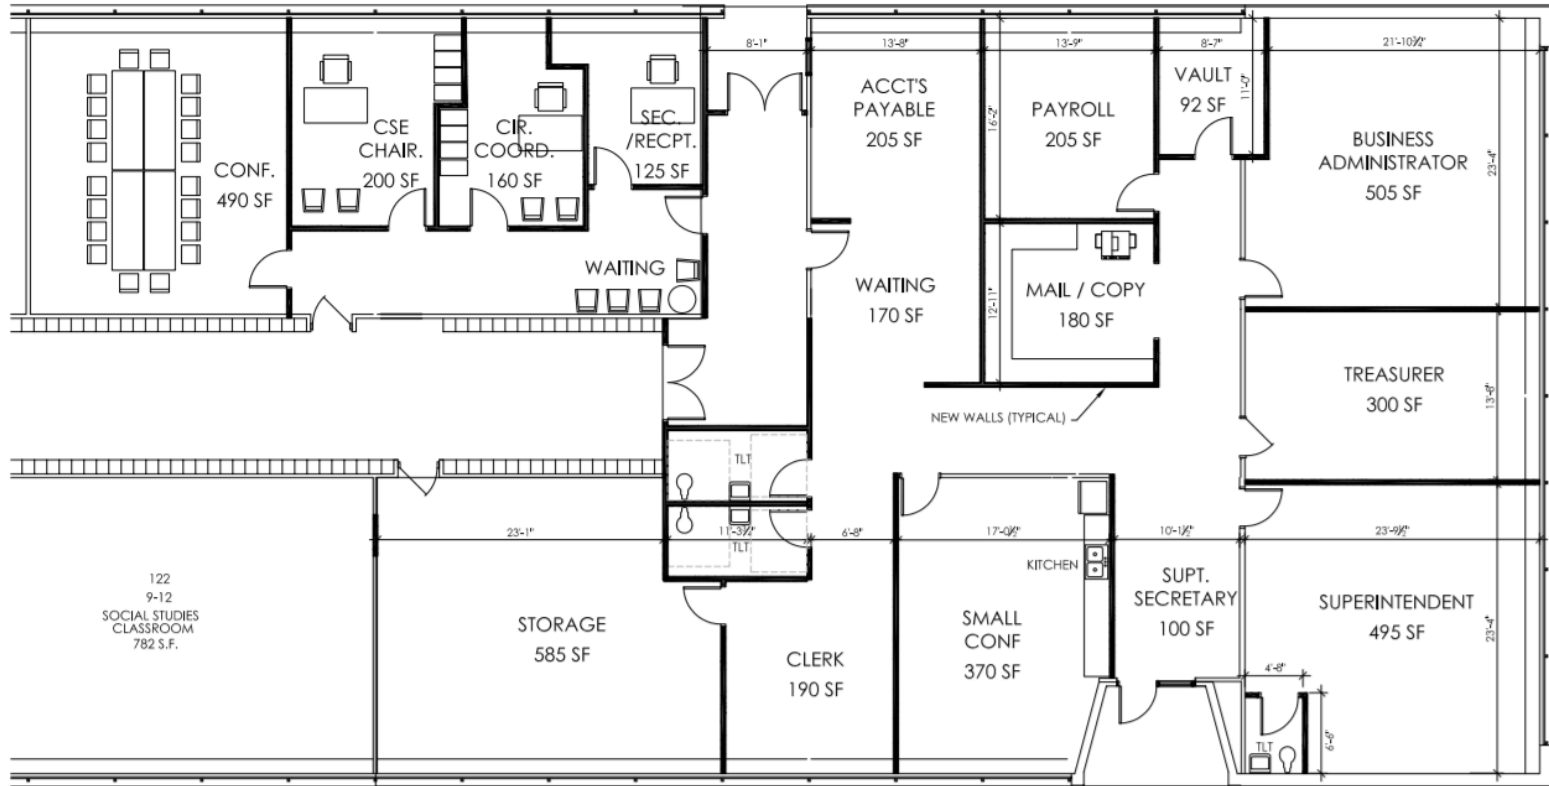 8'-1"
13'-8"
13'-9"
8'-7"
21'-10½"
CONF.
490 SF
CSE
CHAIR.
200 SF
CIR.
COORD.
160 SF
SEC.
/RECPT.
125 SF
ACCT'S
PAYABLE
205 SF
16'-2"
PAYROLL
205 SF
VAULT
92 SF
11'-0"
BUSINESS
ADMINISTRATOR
505 SF
23'-4"
WAITING
WAITING
170 SF
12'-11"
MAIL / COPY
180 SF
TREASURER
300 SF
13'-8"
NEW WALLS (TYPICAL)
TLT
23'-1"
11'-3½"
TLT
6'-8"
17'-0½"
10'-1½"
23'-9½"
KITCHEN
122
9-12
SOCIAL STUDIES
CLASSROOM
782 S.F.
STORAGE
585 SF
CLERK
190 SF
SMALL
CONF
370 SF
SUPT.
SECRETARY
100 SF
SUPERINTENDENT
495 SF
23'-4"
4'-8"
6'-6"
TLT